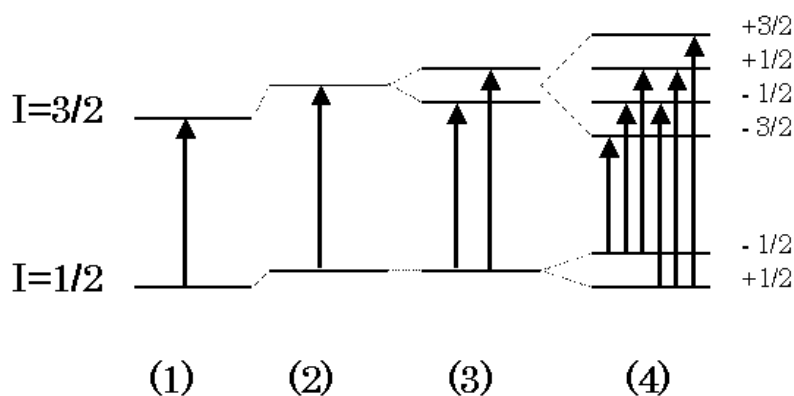 +3/2
+1/2
- 1/2
- 3/2
I=3/2
- 1/2
+1/2
I=1/2
(1) (2) (3) (4)